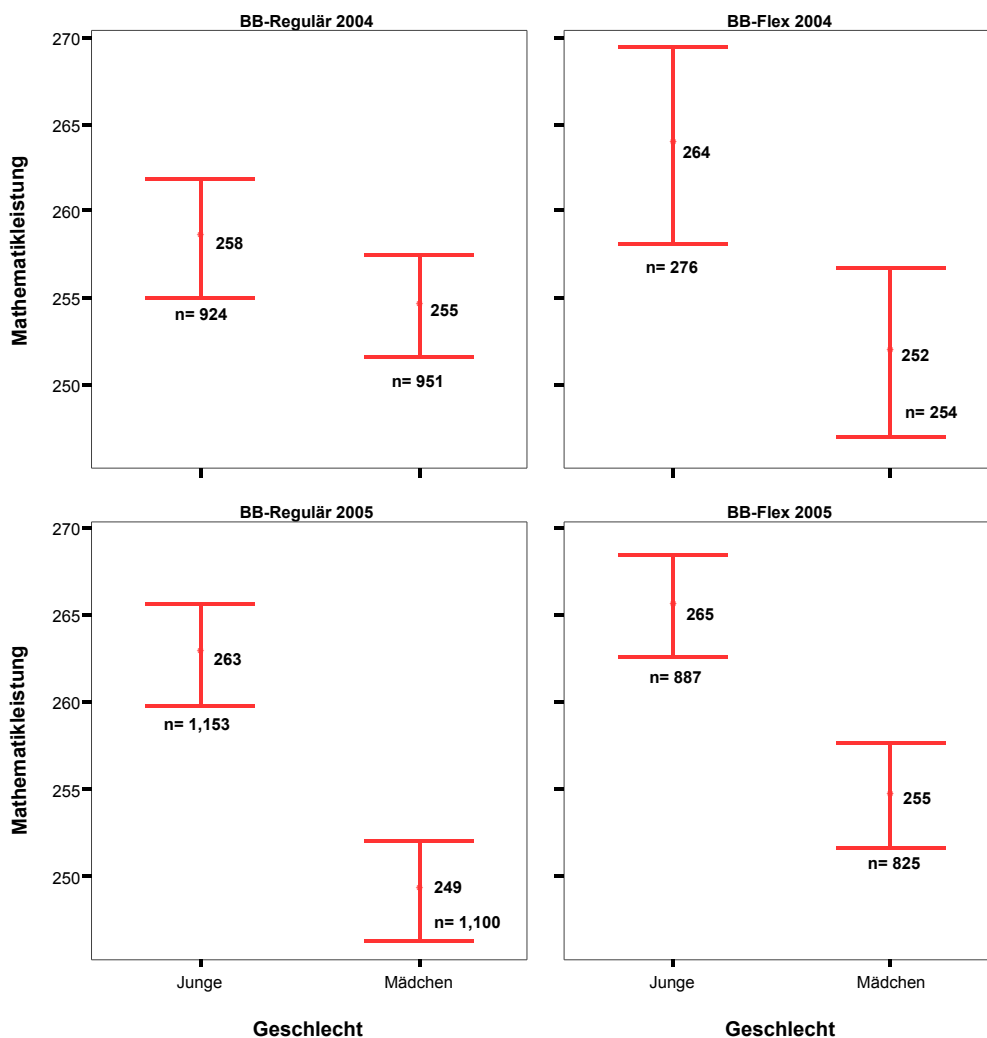 BB-Regulär 2004
BB-Flex 2004
Mathematikleistung
270
265
260
255
250
258
n= 924
255
n= 951
264
n= 276
252
n= 254
BB-Regulär 2005
BB-Flex 2005
Mathematikleistung
270
265
260
255
250
263
n= 1,153
249
n= 1,100
265
n= 887
255
n= 825
Junge
Mädchen
Junge
Mädchen
Geschlecht
Geschlecht